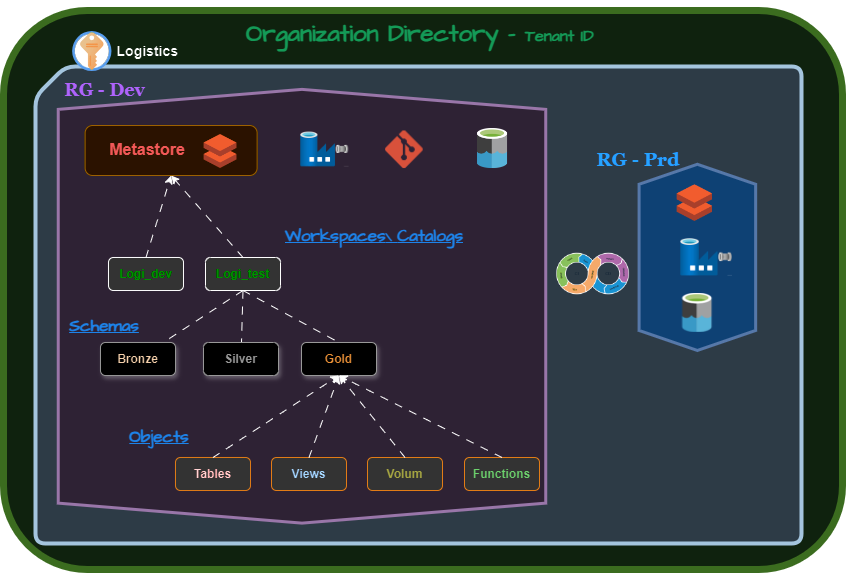 Organization Directory - Tenant ID
Logistics
RG - Dev
Metastore
RG - Prd
Workspaces\ Catalogs
Logi_dev
Logi_test
Schemas
Bronze
Silver
Gold
Objects
Tables
Views
Volum
Functions